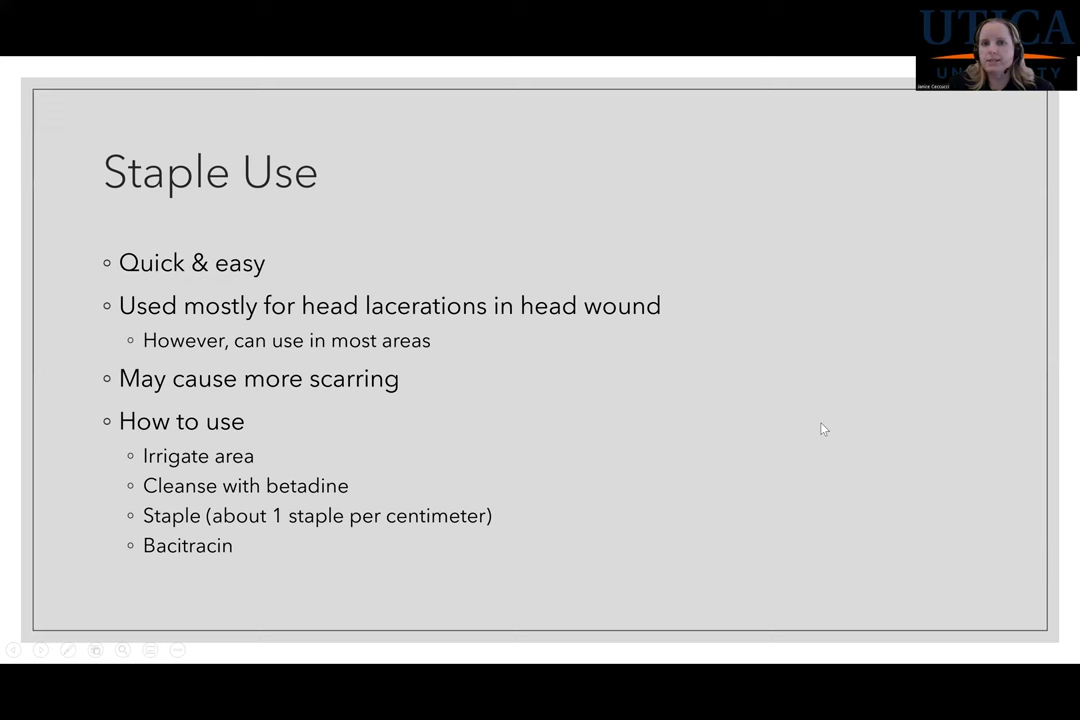 UTICA
UNIVERSITY
Janice Ceccucci
Staple Use
Quick & easy
Used mostly for head lacerations in head wound
However, can use in most areas
May cause more scarring
How to use
Irrigate area
Cleanse with betadine
Staple (about 1 staple per centimeter)
Bacitracin